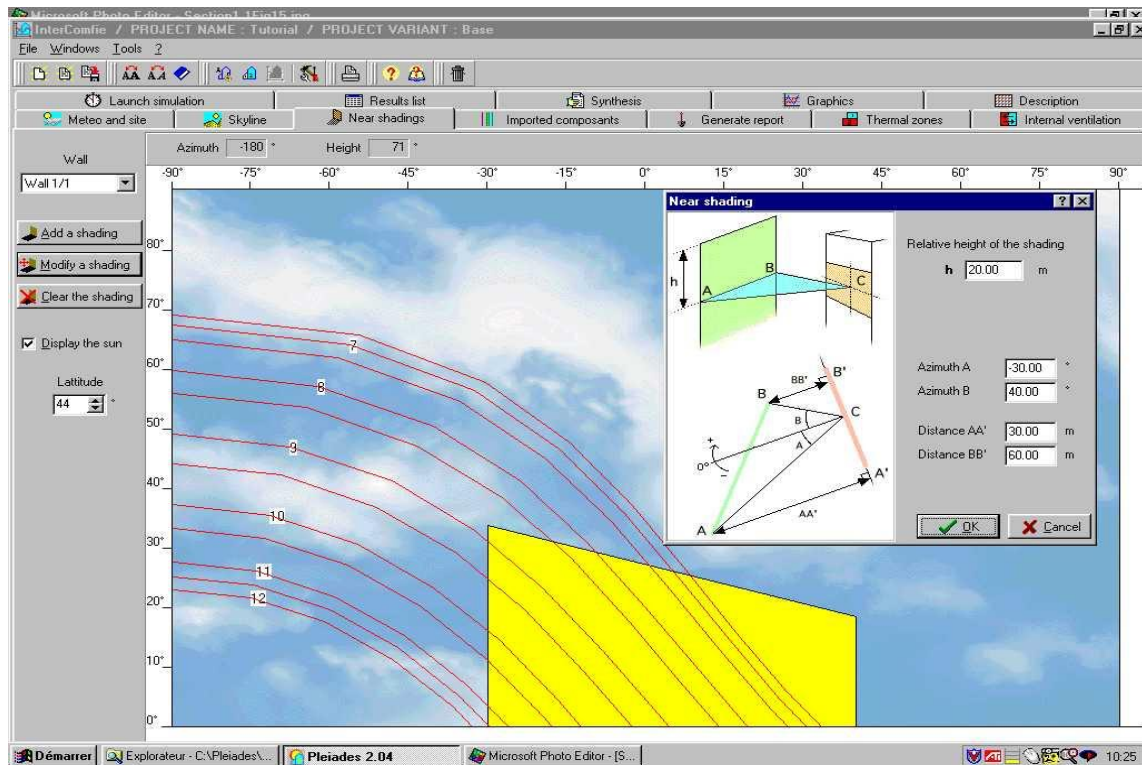 Microsoft Photo Editor - Section1.1Fig15.jpg
InterComfie / PROJECT NAME : Tutorial / PROJECT VARIANT : Base
File Windows Tools ?
Launch simulation Results list Synthesis Graphics Description
Meteo and site Skyline Near shadings Imported composants Generate report Thermal zones Internal ventilation
Wall
Wall 1/1
Add a shading
Modify a shading
Clear the shading
Display the sun
Lattitude
44 °
Azimuth -180 ° Height 71 °
-90° -75° -60° -45° -30° -15° 0° 15° 30° 45° 60° 75° 90°
80°
70°
60°
50°
40°
30°
20°
10°
0°
7
8
9
10
11
12
Near shading
h
A
B
C
B'
BB'
B
C
B
A
+
0°
-
A'
AA'
A
Relative height of the shading
h 20.00 m
Azimuth A -30.00 °
Azimuth B 40.00 °
Distance AA' 30.00 m
Distance BB' 60.00 m
OK Cancel
Démarrer Explorateur - C:\Pleiades\... Pleiades 2.04 Microsoft Photo Editor - [S... 10:25